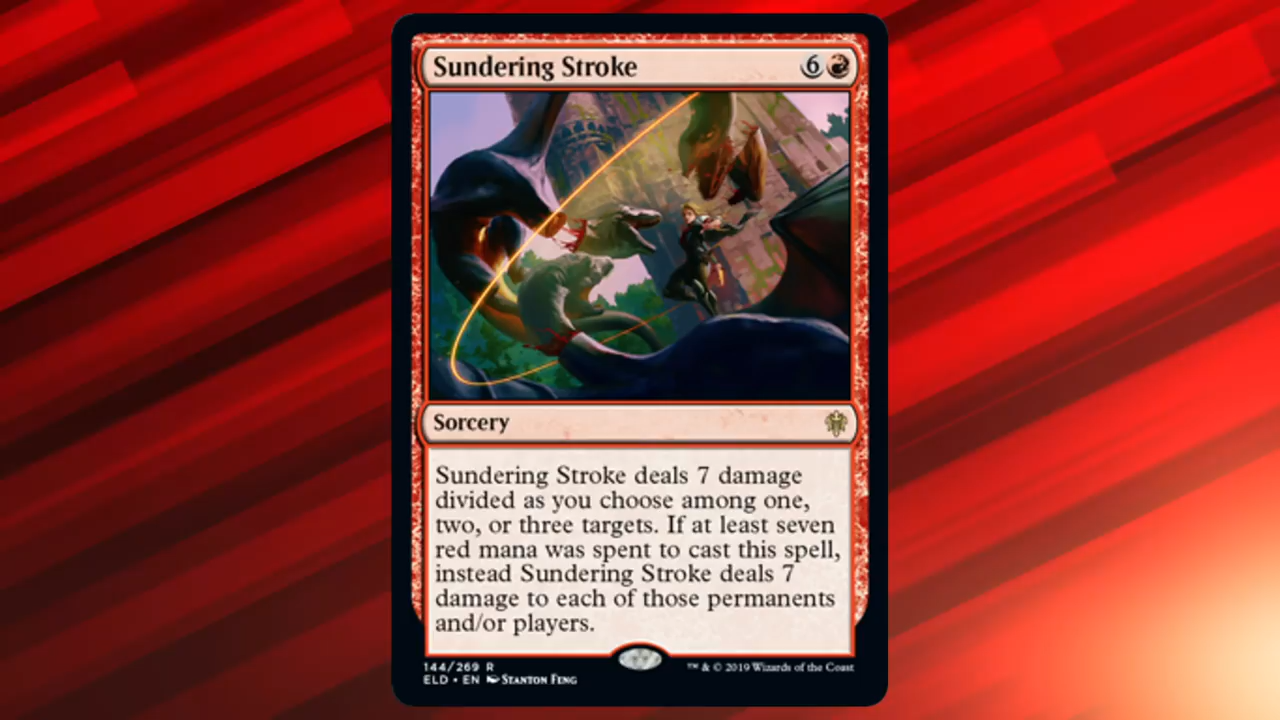 Sundering Stroke 6
Sorcery
Sundering Stroke deals 7 damage
divided as you choose among one,
two, or three targets. If at least seven
red mana was spent to cast this spell,
instead Sundering Stroke deals 7
damage to each of those permanents
and/or players.
144/269 R
™ & © 2019 Wizards of the Coast
ELD • EN Stanton Feng